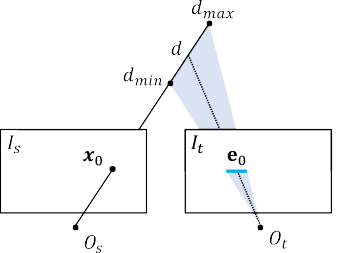 d_max
d
d_min
I_s
x_0
I_t
e_0
O_s
O_t